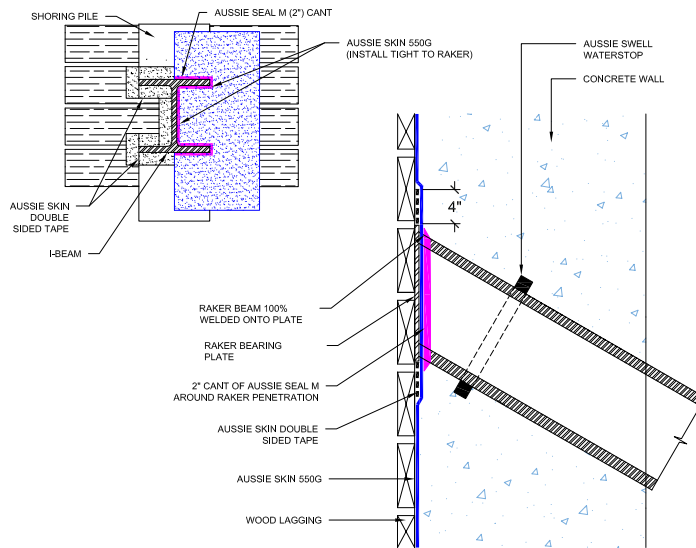 SHORING PILE
AUSSIE SEAL M (2") CANT
AUSSIE SKIN 550G
(INSTALL TIGHT TO RAKER)
AUSSIE SKIN
DOUBLE
SIDED TAPE
I-BEAM
AUSSIE SWELL
WATERSTOP
CONCRETE WALL
4"
RAKER BEAM 100%
WELDED ONTO PLATE
RAKER BEARING
PLATE
2" CANT OF AUSSIE SEAL M
AROUND RAKER PENETRATION
AUSSIE SKIN DOUBLE
SIDED TAPE
AUSSIE SKIN 550G
WOOD LAGGING